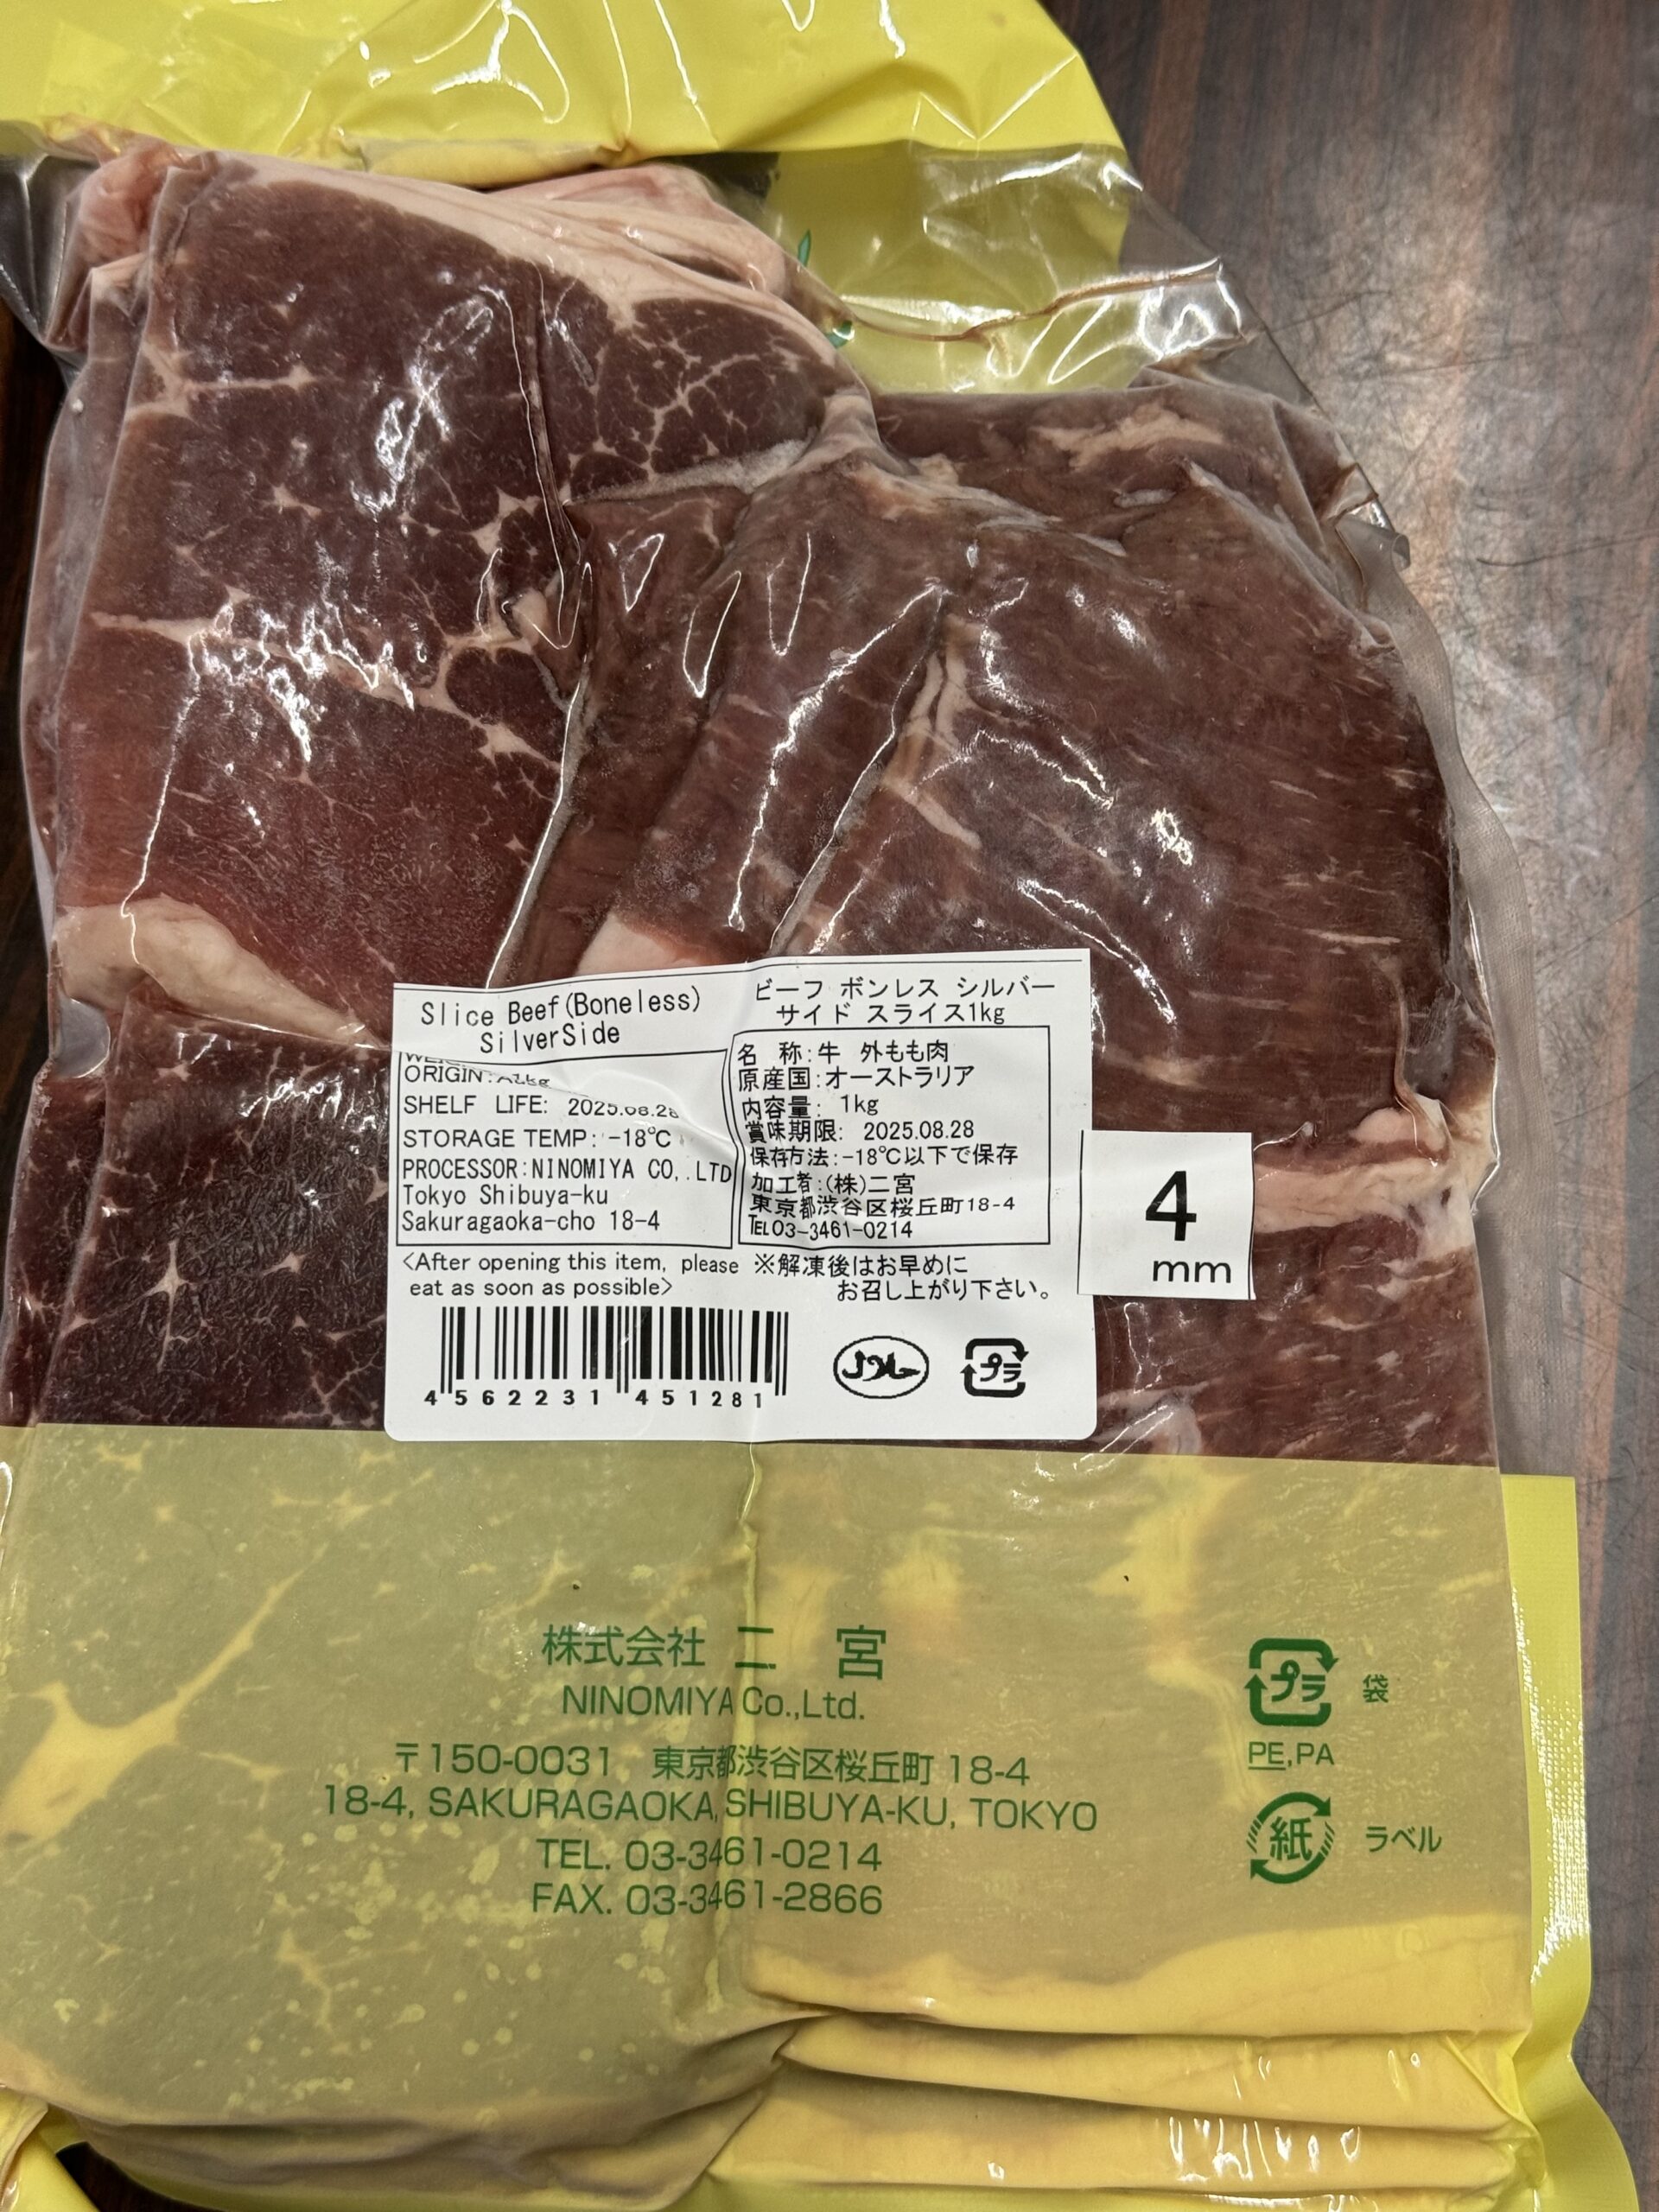 Slice Beef(Boneless)
SilverSide
ORIGIN:
SHELF LIFE: 2025.08.28
STORAGE TEMP: -18℃
PROCESSOR:NINOMIYA CO,.LTD
Tokyo Shibuya-ku
Sakuragaoka-cho 18-4
<After opening this item, please
eat as soon as possible>
ビーフ ボンレス シルバー
サイド スライス1kg
名 称:牛 外もも肉
原産国:オーストラリア
内容量: 1kg
賞味期限: 2025.08.28
保存方法:-18℃以下で保存
加工者:(株)二宮
東京都渋谷区桜丘町18-4
TEL03-3461-0214
※解凍後はお早めに
お召し上がり下さい。
4 562231 451281
حلال
プラ
4
mm
株式会社 二 宮
NINOMIYA Co.,Ltd.
〒150-0031 東京都渋谷区桜丘町 18-4
18-4, SAKURAGAOKA, SHIBUYA-KU, TOKYO
TEL. 03-3461-0214
FAX. 03-3461-2866
プラ 袋
PE,PA
紙 ラベル